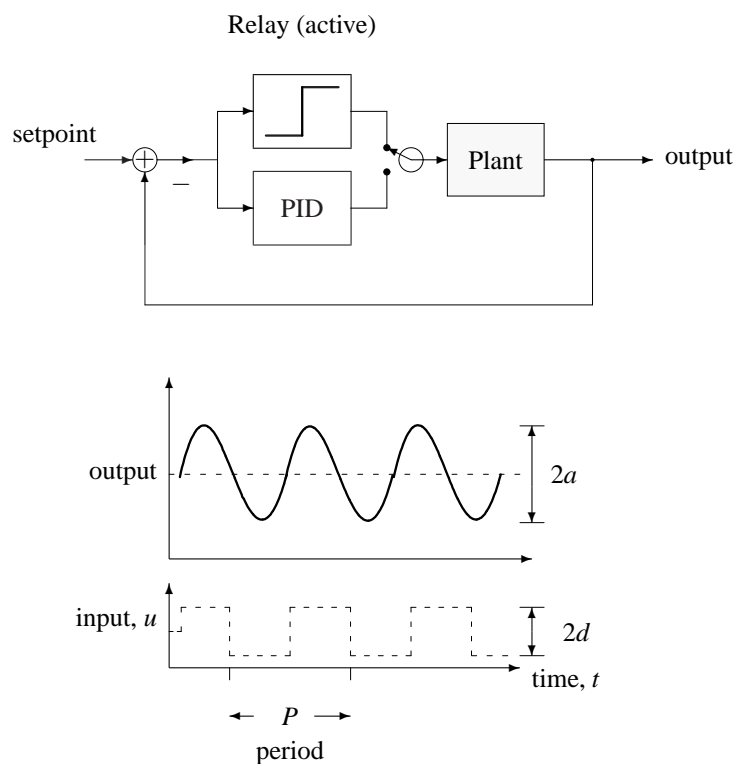 Relay (active)
setpoint
+
−
PID
Plant
output
output
2a
input, u
2d
time, t
P
period